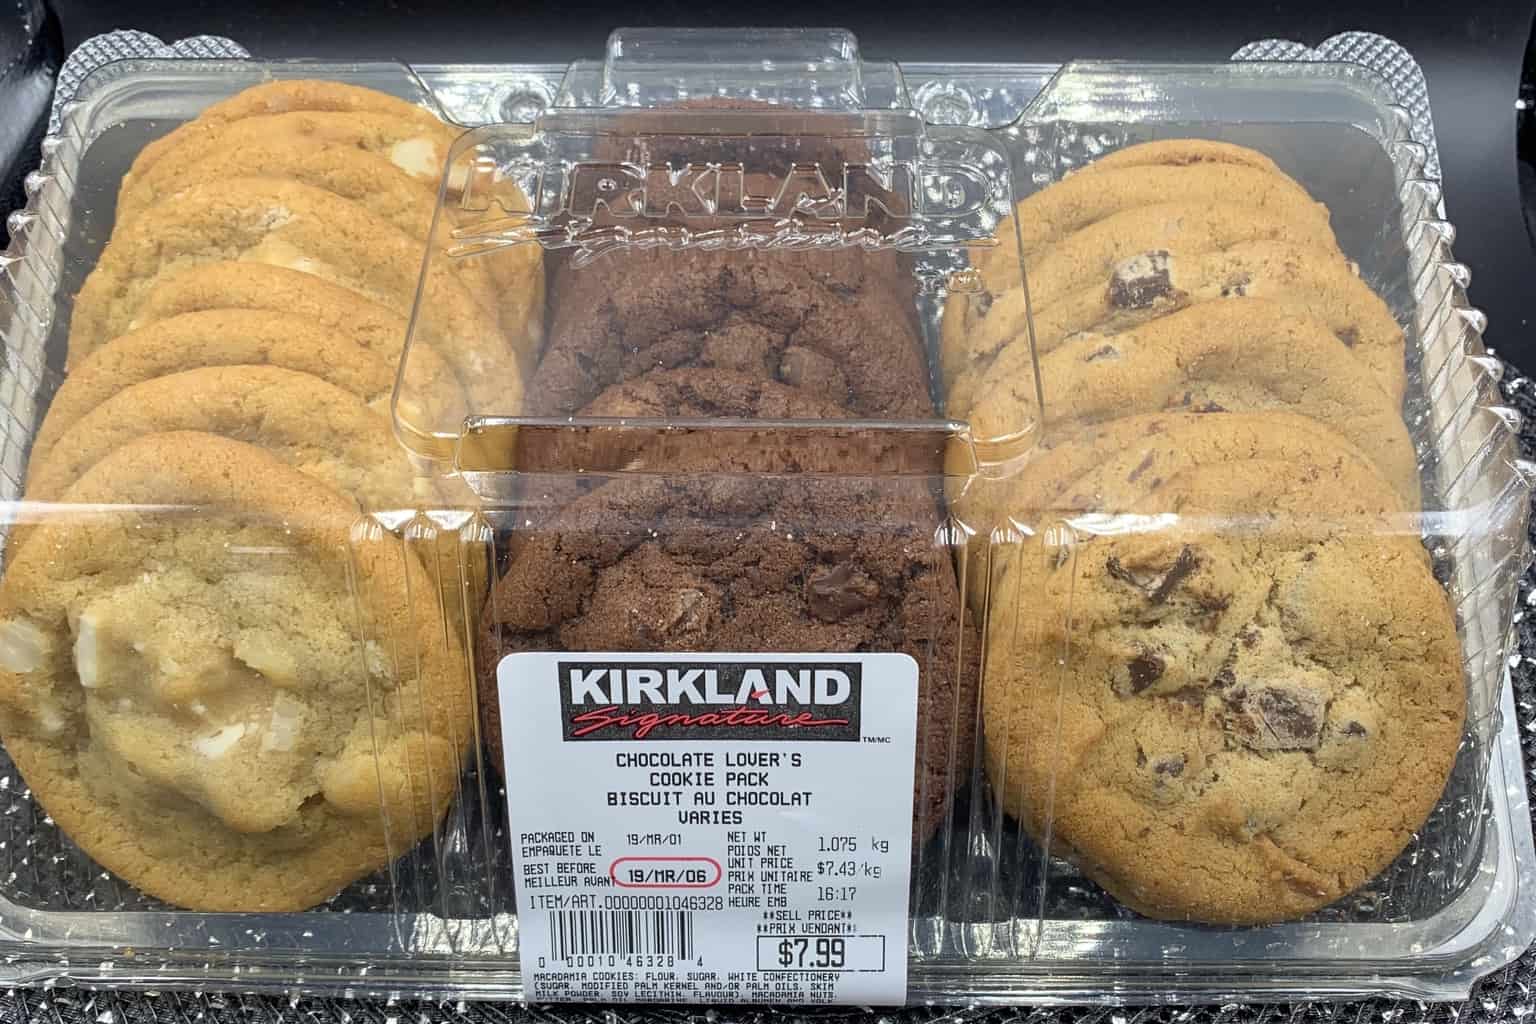 KIRKLAND
Signature
KIRKLAND
Signature TM/MC
CHOCOLATE LOVER'S
COOKIE PACK
BISCUIT AU CHOCOLAT
VARIES
PACKAGED ON
EMPAQUETE LE
19/MR/01
BEST BEFORE
MEILLEUR AVANT
19/MR/06
ITEM/ART.00000001046328
NET WT
POIDS NET
1.075 kg
UNIT PRICE
PRIX UNITAIRE
$7.43/kg
PACK TIME
HEURE EMB
16:17
**SELL PRICE**
**PRIX VENDANT**
$7.99
0 00010 46328 4
MACADAMIA COOKIES: FLOUR, SUGAR, WHITE CONFECTIONERY
(SUGAR, MODIFIED PALM KERNEL AND/OR PALM OILS, SKIM
MILK POWDER, SOY LECITHIN, FLAVOUR), MACADAMIA NUTS,